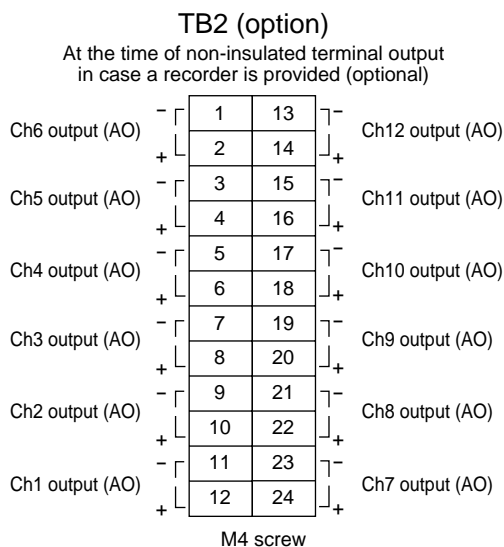 TB2 (option)
At the time of non-insulated terminal output
in case a recorder is provided (optional)
Ch6 output (AO) − 1 13 − Ch12 output (AO)
+ 2 14 +
Ch5 output (AO) − 3 15 − Ch11 output (AO)
+ 4 16 +
Ch4 output (AO) − 5 17 − Ch10 output (AO)
+ 6 18 +
Ch3 output (AO) − 7 19 − Ch9 output (AO)
+ 8 20 +
Ch2 output (AO) − 9 21 − Ch8 output (AO)
+ 10 22 +
Ch1 output (AO) − 11 23 − Ch7 output (AO)
+ 12 24 +
M4 screw